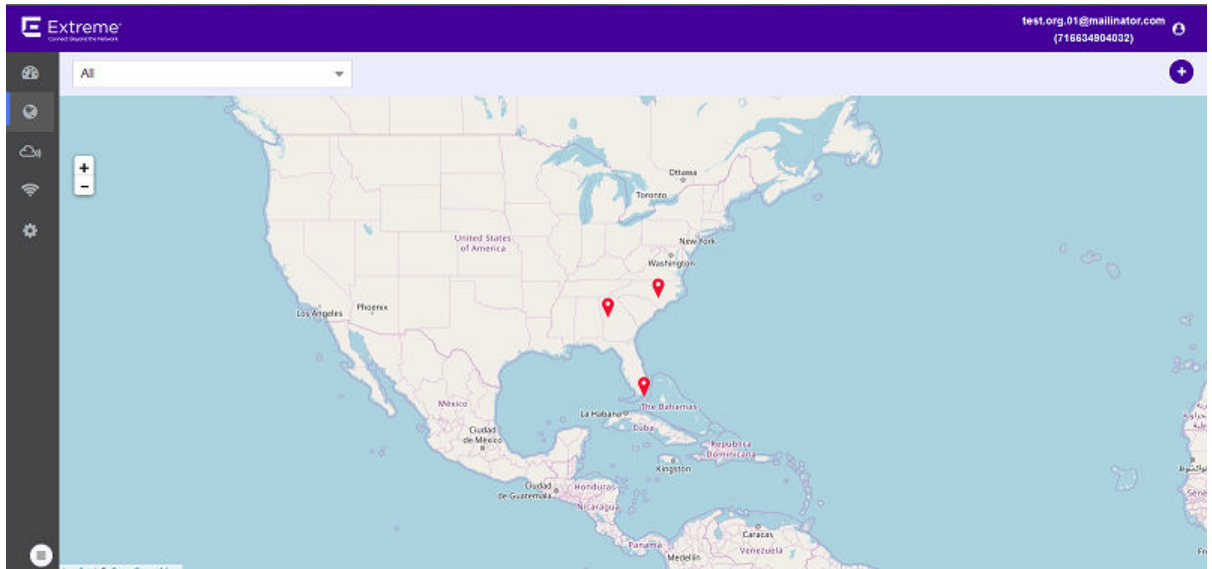 Extreme
Connect Beyond the Network
test.org.01@mailinator.com
(716634904032)
All
+
+
−
Ottawa
Toronto
United States
of America
New York
Washington
Los Angeles
Phoenix
México
La Habana
The Bahamas
Cuba
Ciudad
de México
República
Dominicana
Kingston
Ciudad
de Guatemala
Honduras
Nicaragua
Panamá
Caracas
Medellín
Venezuela